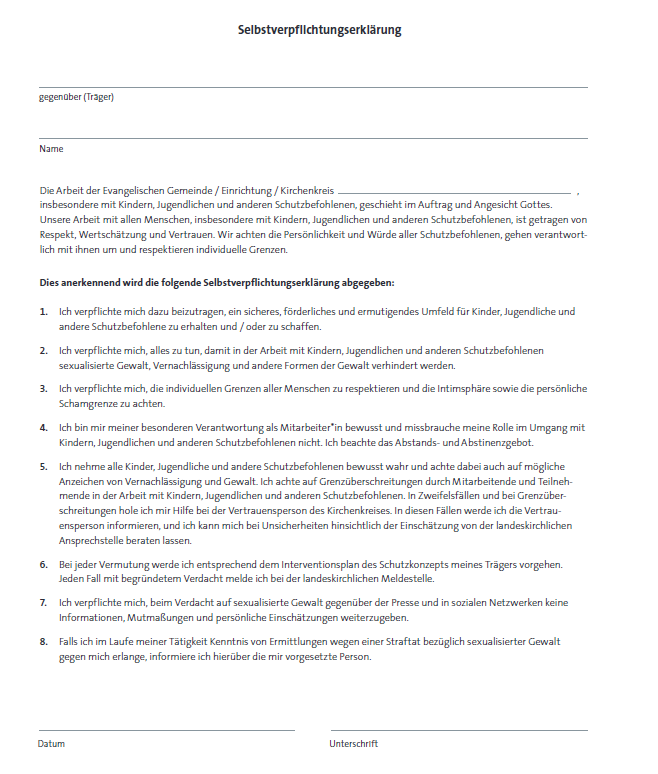 Selbstverpflichtungserklärung
gegenüber (Träger)
Name
Die Arbeit der Evangelischen Gemeinde / Einrichtung / Kirchenkreis ,
insbesondere mit Kindern, Jugendlichen und anderen Schutzbefohlenen, geschieht im Auftrag und Angesicht Gottes.
Unsere Arbeit mit allen Menschen, insbesondere mit Kindern, Jugendlichen und anderen Schutzbefohlenen, ist getragen von
Respekt, Wertschätzung und Vertrauen. Wir achten die Persönlichkeit und Würde aller Schutzbefohlenen, gehen verantwort-
lich mit ihnen um und respektieren individuelle Grenzen.
Dies anerkennend wird die folgende Selbstverpflichtungserklärung abgegeben:
1. Ich verpflichte mich dazu beizutragen, ein sicheres, förderliches und ermutigendes Umfeld für Kinder, Jugendliche und
andere Schutzbefohlene zu erhalten und / oder zu schaffen.
2. Ich verpflichte mich, alles zu tun, damit in der Arbeit mit Kindern, Jugendlichen und anderen Schutzbefohlenen
sexualisierte Gewalt, Vernachlässigung und andere Formen der Gewalt verhindert werden.
3. Ich verpflichte mich, die individuellen Grenzen aller Menschen zu respektieren und die Intimsphäre sowie die persönliche
Schamgrenze zu achten.
4. Ich bin mir meiner besonderen Verantwortung als Mitarbeiter*in bewusst und missbrauche meine Rolle im Umgang mit
Kindern, Jugendlichen und anderen Schutzbefohlenen nicht. Ich beachte das Abstands- und Abstinenzgebot.
5. Ich nehme alle Kinder, Jugendliche und andere Schutzbefohlenen bewusst wahr und achte dabei auch auf mögliche
Anzeichen von Vernachlässigung und Gewalt. Ich achte auf Grenzüberschreitungen durch Mitarbeitende und Teilneh-
mende in der Arbeit mit Kindern, Jugendlichen und anderen Schutzbefohlenen. In Zweifelsfällen und bei Grenzüber-
schreitungen hole ich mir Hilfe bei der Vertrauensperson des Kirchenkreises. In diesen Fällen werde ich die Vertrau-
ensperson informieren, und ich kann mich bei Unsicherheiten hinsichtlich der Einschätzung von der landeskirchlichen
Ansprechstelle beraten lassen.
6. Bei jeder Vermutung werde ich entsprechend dem Interventionsplan des Schutzkonzepts meines Trägers vorgehen.
Jeden Fall mit begründetem Verdacht melde ich bei der landeskirchlichen Meldestelle.
7. Ich verpflichte mich, beim Verdacht auf sexualisierte Gewalt gegenüber der Presse und in sozialen Netzwerken keine
Informationen, Mutmaßungen und persönliche Einschätzungen weiterzugeben.
8. Falls ich im Laufe meiner Tätigkeit Kenntnis von Ermittlungen wegen einer Straftat bezüglich sexualisierter Gewalt
gegen mich erlange, informiere ich hierüber die mir vorgesetzte Person.
Datum Unterschrift